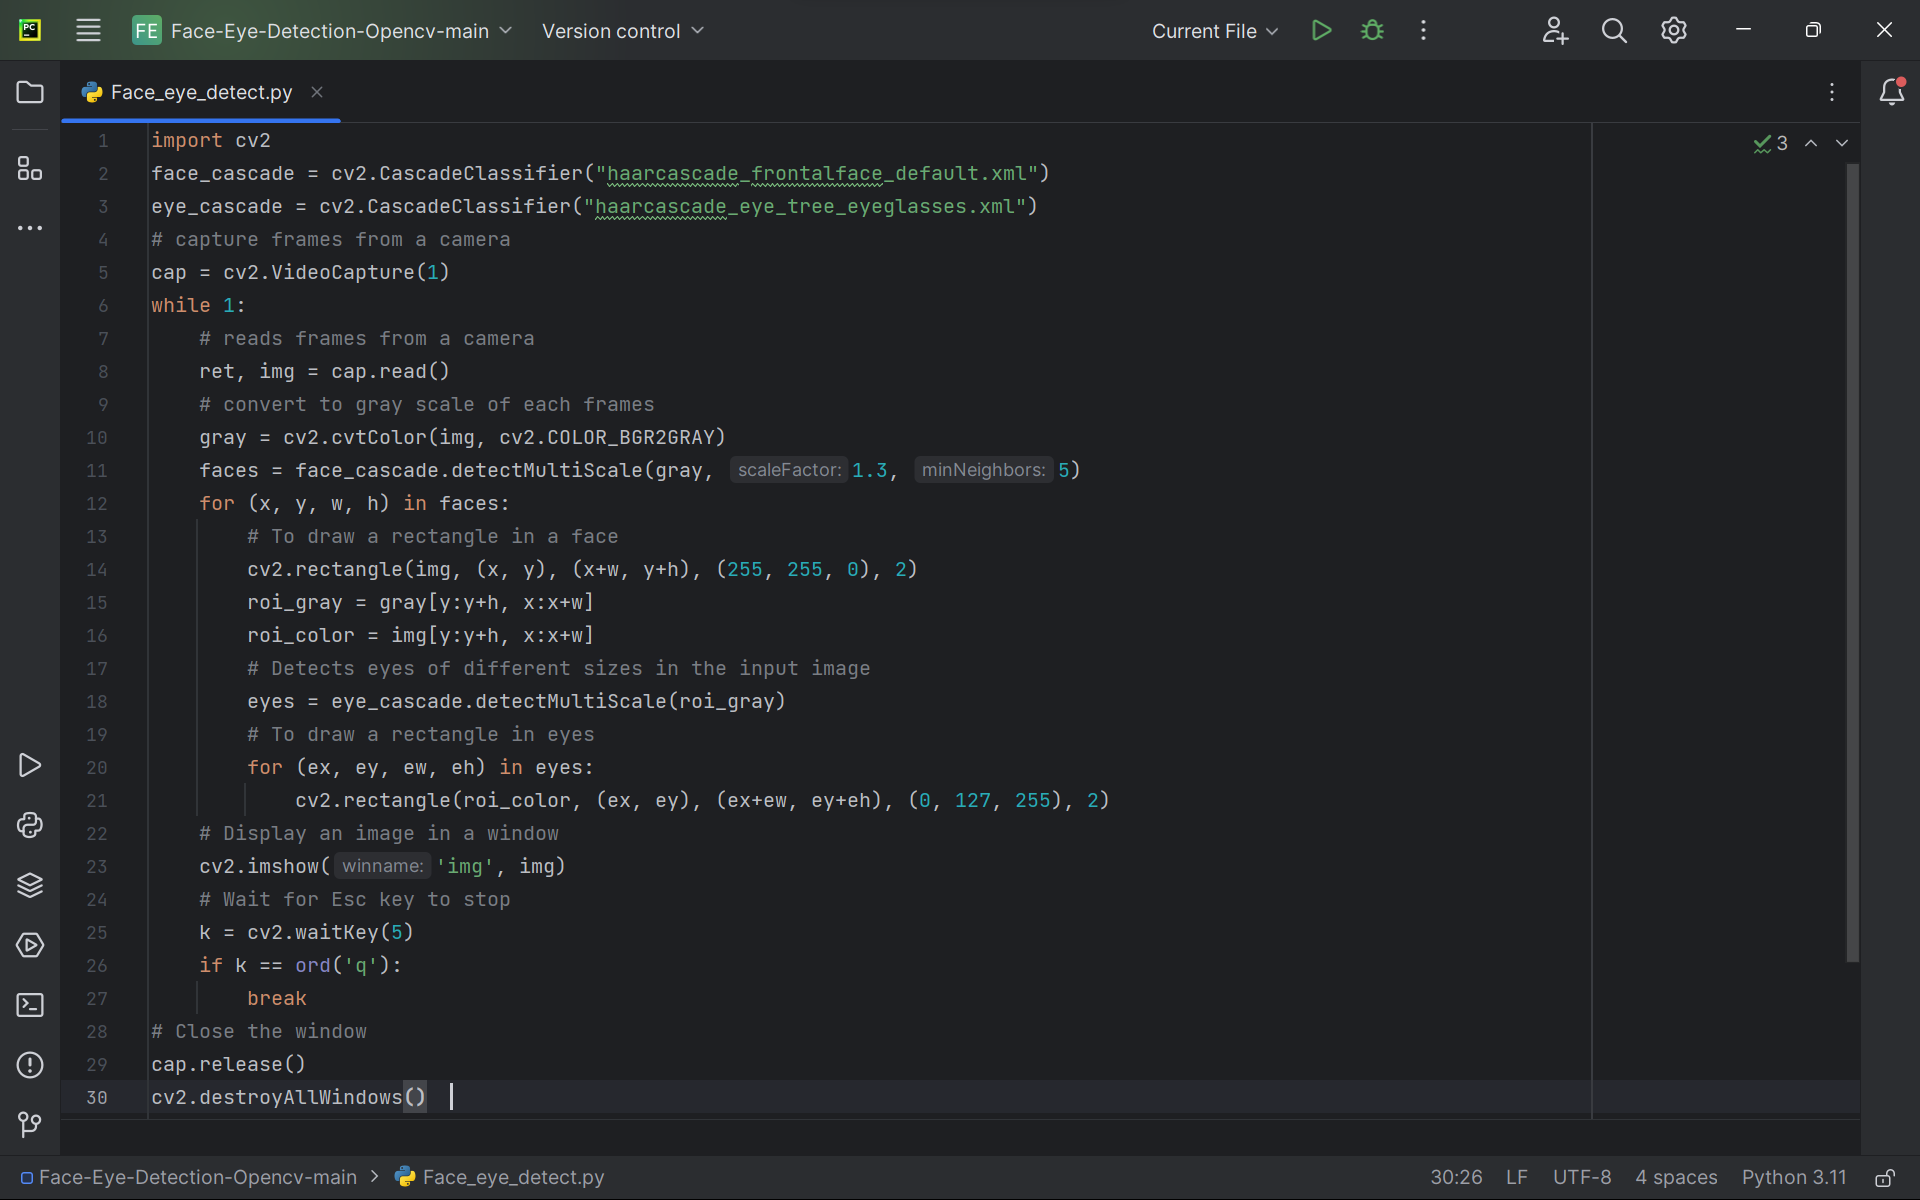 PC FE Face-Eye-Detection-Opencv-main Version control Current File
Face_eye_detect.py
3
1 import cv2
2 face_cascade = cv2.CascadeClassifier("haarcascade_frontalface_default.xml")
3 eye_cascade = cv2.CascadeClassifier("haarcascade_eye_tree_eyeglasses.xml")
4 # capture frames from a camera
5 cap = cv2.VideoCapture(1)
6 while 1:
7     # reads frames from a camera
8     ret, img = cap.read()
9     # convert to gray scale of each frames
10     gray = cv2.cvtColor(img, cv2.COLOR_BGR2GRAY)
11     faces = face_cascade.detectMultiScale(gray, scaleFactor: 1.3, minNeighbors: 5)
12     for (x, y, w, h) in faces:
13         # To draw a rectangle in a face
14         cv2.rectangle(img, (x, y), (x+w, y+h), (255, 255, 0), 2)
15         roi_gray = gray[y:y+h, x:x+w]
16         roi_color = img[y:y+h, x:x+w]
17         # Detects eyes of different sizes in the input image
18         eyes = eye_cascade.detectMultiScale(roi_gray)
19         # To draw a rectangle in eyes
20         for (ex, ey, ew, eh) in eyes:
21             cv2.rectangle(roi_color, (ex, ey), (ex+ew, ey+eh), (0, 127, 255), 2)
22     # Display an image in a window
23     cv2.imshow( winname: 'img', img)
24     # Wait for Esc key to stop
25     k = cv2.waitKey(5)
26     if k == ord('q'):
27         break
28 # Close the window
29 cap.release()
30 cv2.destroyAllWindows()
Face-Eye-Detection-Opencv-main > Face_eye_detect.py 30:26 LF UTF-8 4 spaces Python 3.11